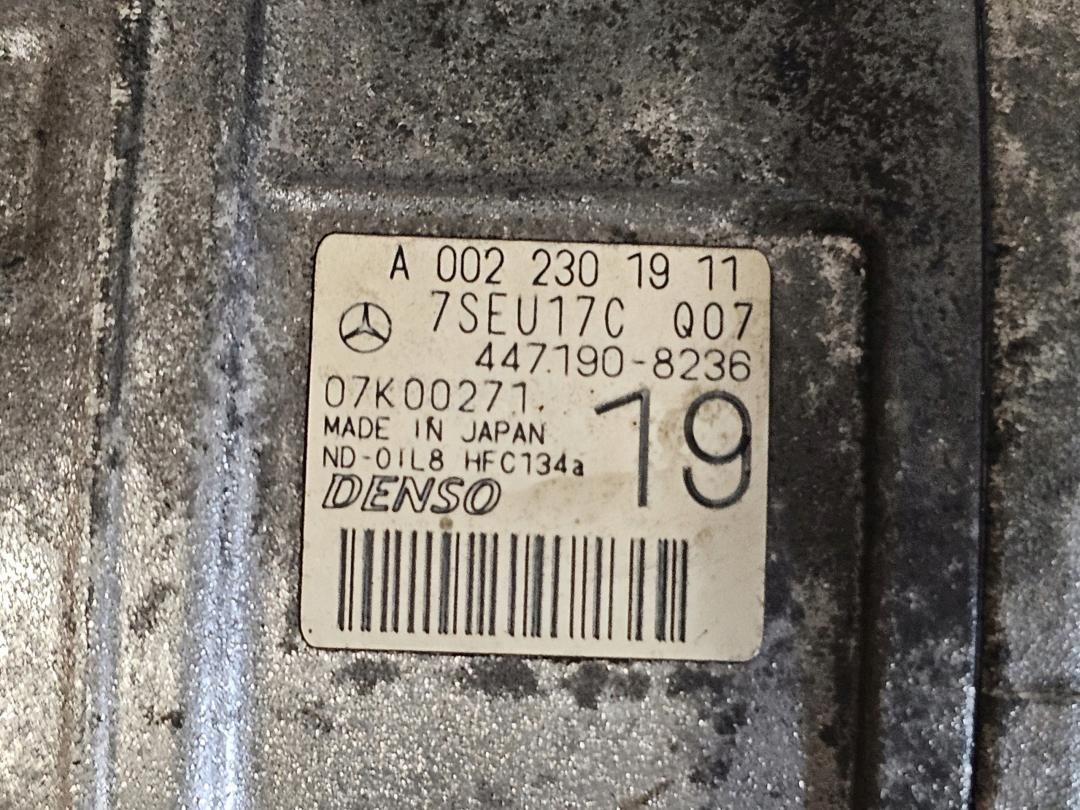 A 002 230 19 11
7SEU17C Q07
447190-8236
07K00271
19
MADE IN JAPAN
ND-OIL8 HFC134a
DENSO